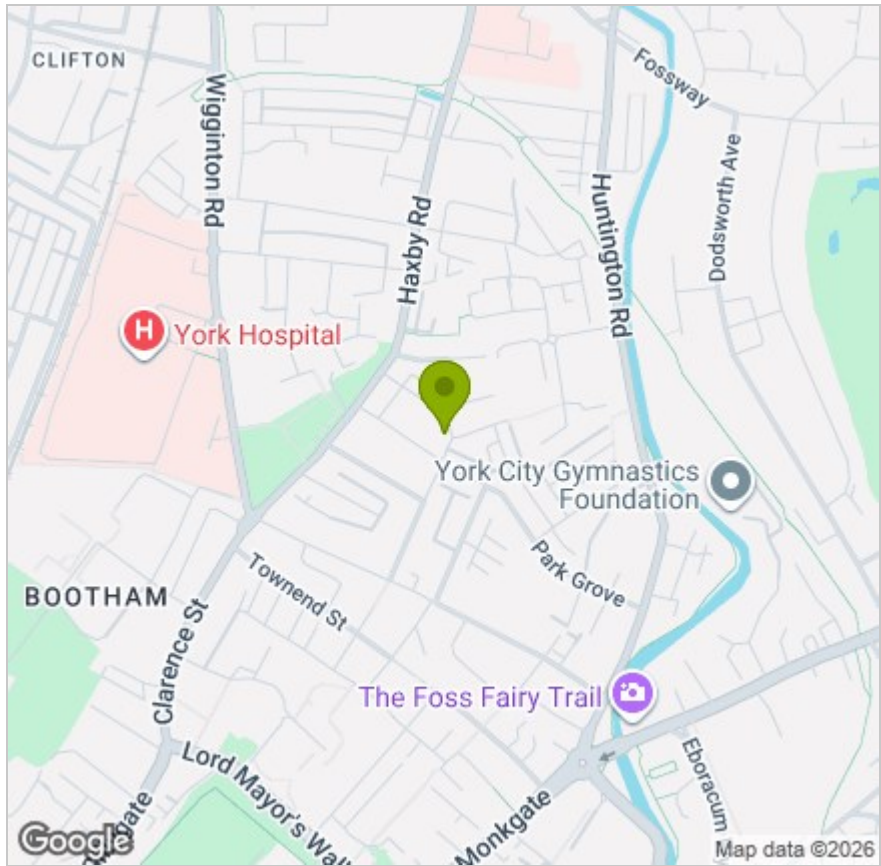 CLIFTON
Wigginton Rd
Fossway
Dodsworth Ave
Huntington Rd
Haxby Rd
H
York Hospital
York City Gymnastics
Foundation
Park Grove
BOOTHAM
Townend St
Clarence St
The Foss Fairy Trail
Lord Mayor's Wal
Monkgate
Eboracum
Google
Map data ©2026